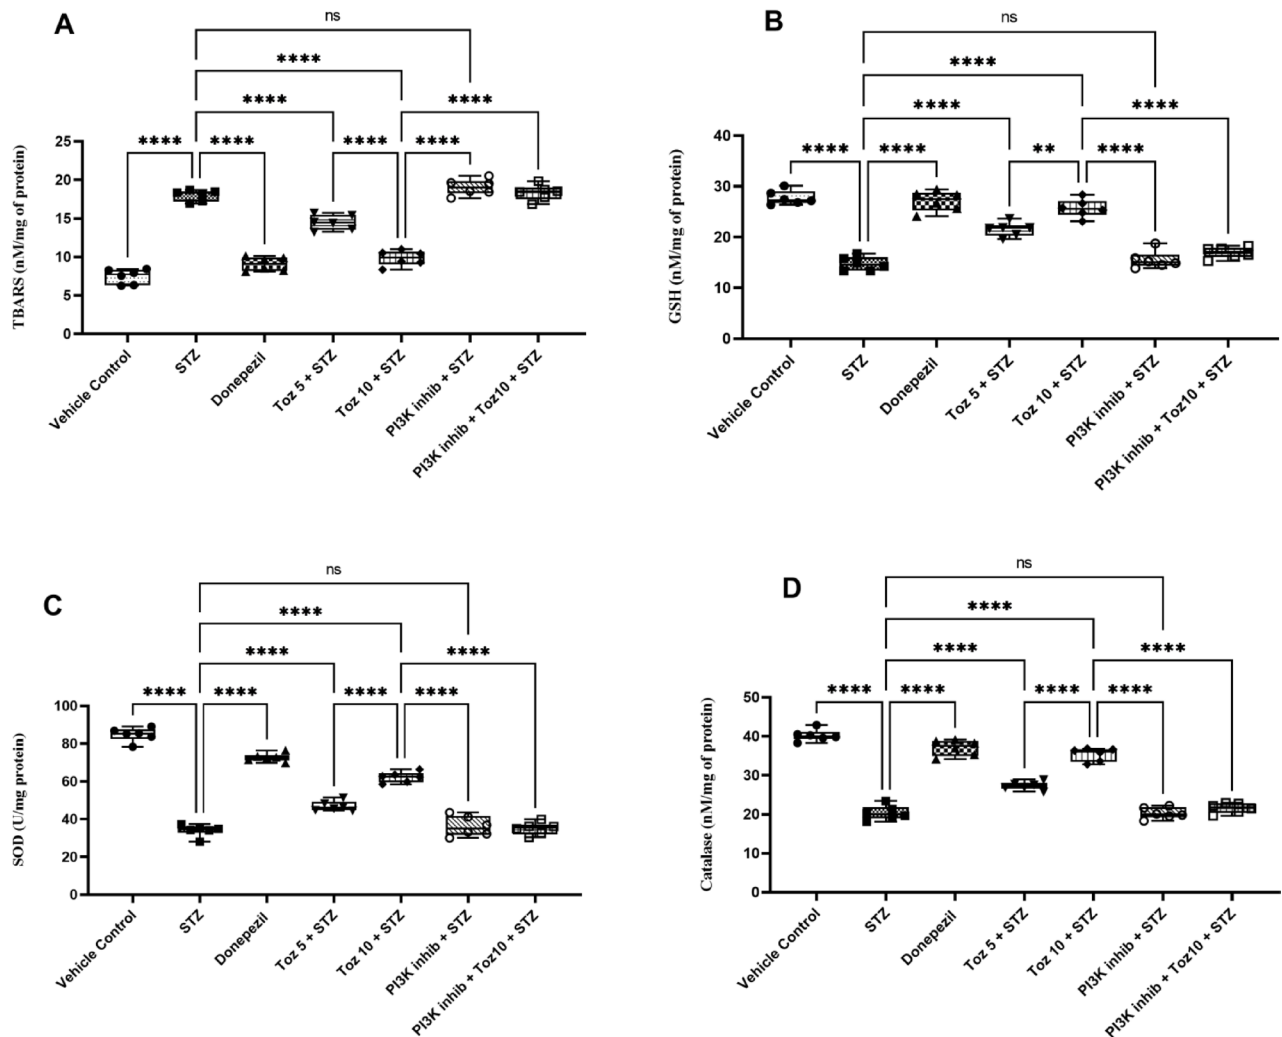 A
ns
****
****
****
****
****
****
****
25
20
15
10
5
0
TBARS (nM/mg of protein)
Vehicle Control
STZ
Donepezil
Toz 5 + STZ
Toz 10 + STZ
PI3K inhib + STZ
PI3K inhib + Toz10 + STZ
B
ns
****
****
****
****
****
**
****
40
30
20
10
0
GSH (nM/mg of protein)
Vehicle Control
STZ
Donepezil
Toz 5 + STZ
Toz 10 + STZ
PI3K inhib + STZ
PI3K inhib + Toz10 + STZ
C
ns
****
****
****
****
****
****
****
100
80
60
40
20
0
SOD (U/mg protein)
Vehicle Control
STZ
Donepezil
Toz 5 + STZ
Toz 10 + STZ
PI3K inhib + STZ
PI3K inhib + Toz10 + STZ
D
ns
****
****
****
****
****
****
****
50
40
30
20
10
0
Catalase (nM/mg of protein)
Vehicle Control
STZ
Donepezil
Toz 5 + STZ
Toz 10 + STZ
PI3K inhib + STZ
PI3K inhib + Toz10 + STZ